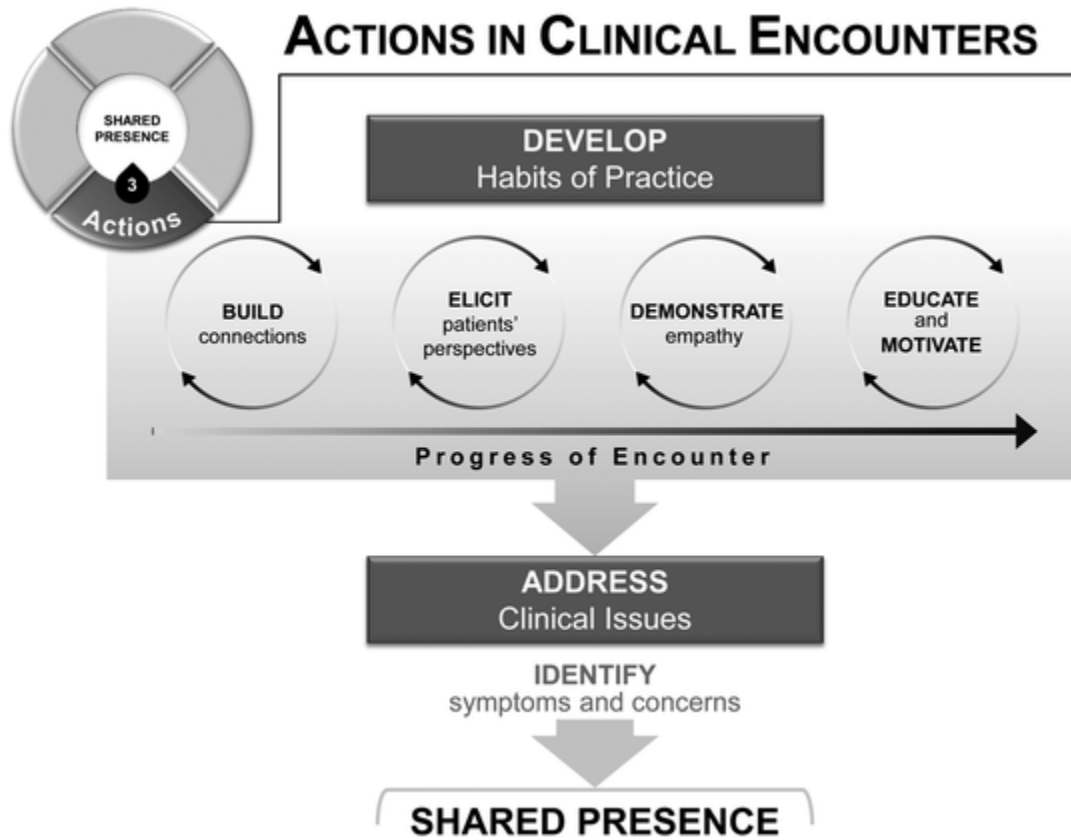 ACTIONS IN CLINICAL ENCOUNTERS
SHARED
PRESENCE
3
Actions
DEVELOP
Habits of Practice
BUILD
connections
ELICIT
patients'
perspectives
DEMONSTRATE
empathy
EDUCATE
and
MOTIVATE
Progress of Encounter
ADDRESS
Clinical Issues
IDENTIFY
symptoms and concerns
SHARED PRESENCE